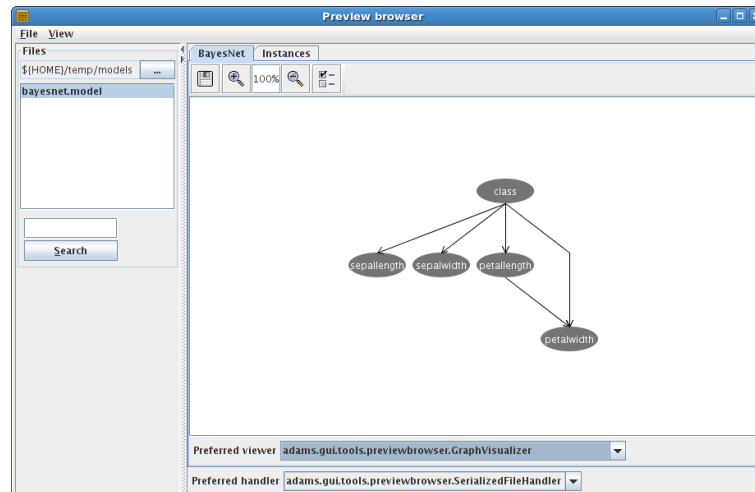 Preview browser
File View
Files
${HOME}/temp/models ...
bayesnet.model
Search
BayesNet Instances
100%
class
sepallength sepalwidth petallength
petalwidth
Preferred viewer adams.gui.tools.previewbrowser.GraphVisualizer
Preferred handler adams.gui.tools.previewbrowser.SerializedFileHandler